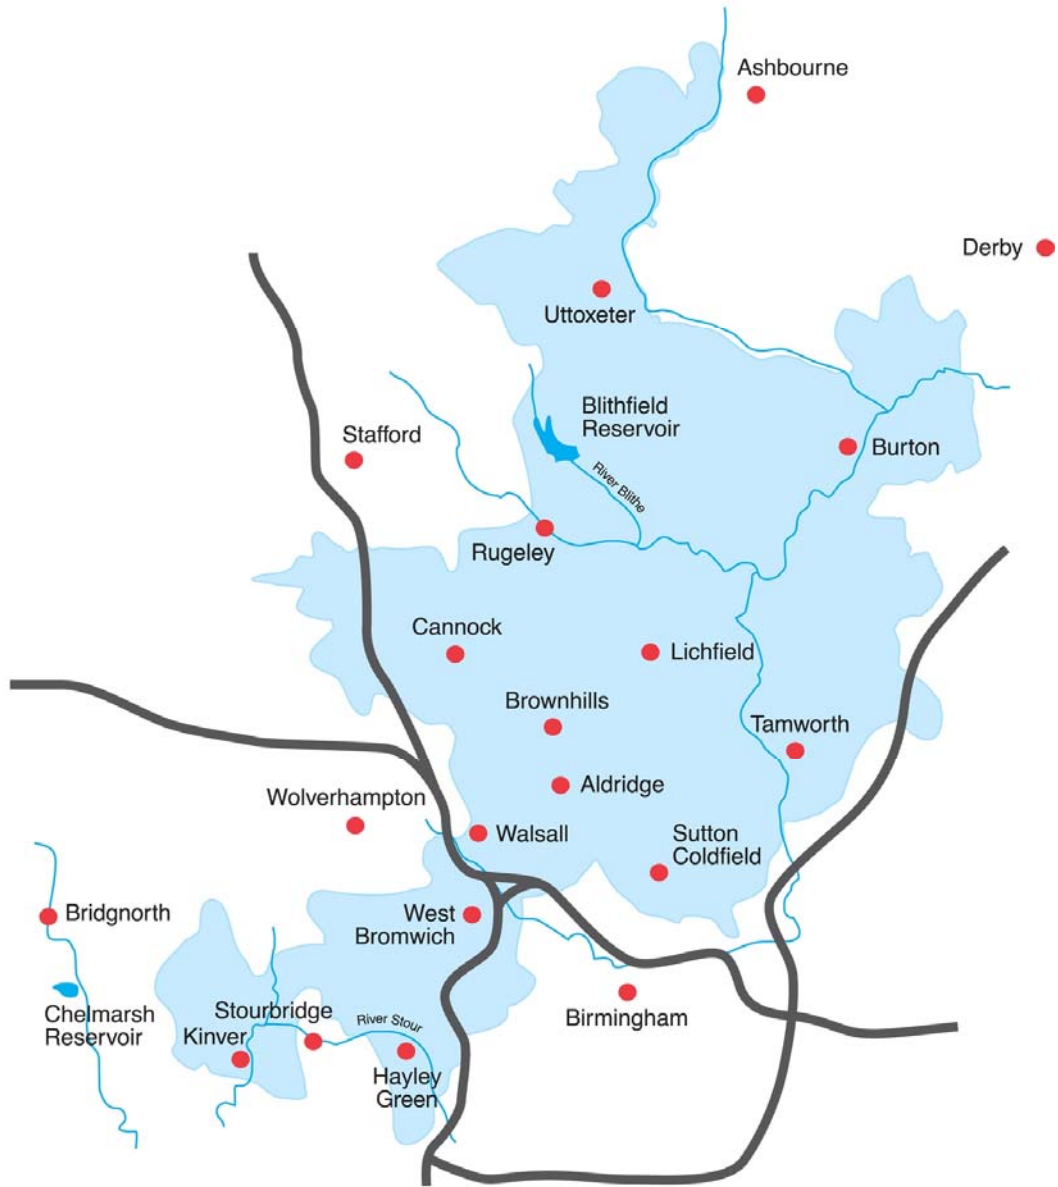 Ashbourne
Derby
Uttoxeter
Blithfield
Reservoir
Stafford
Burton
River Blithe
Rugeley
Cannock
Lichfield
Brownhills
Tamworth
Aldridge
Wolverhampton
Walsall
Sutton
Coldfield
Bridgnorth
West
Bromwich
Chelmarsh
Reservoir
Stourbridge
River Stour
Birmingham
Kinver
Hayley
Green